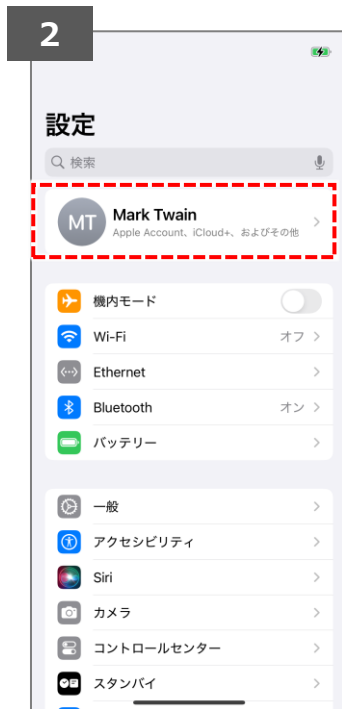 2
設定
検索
MT
Mark Twain
Apple Account、iCloud+、およびその他
機内モード
Wi-Fi オフ
Ethernet
Bluetooth オン
バッテリー
一般
アクセシビリティ
Siri
カメラ
コントロールセンター
スタンバイ